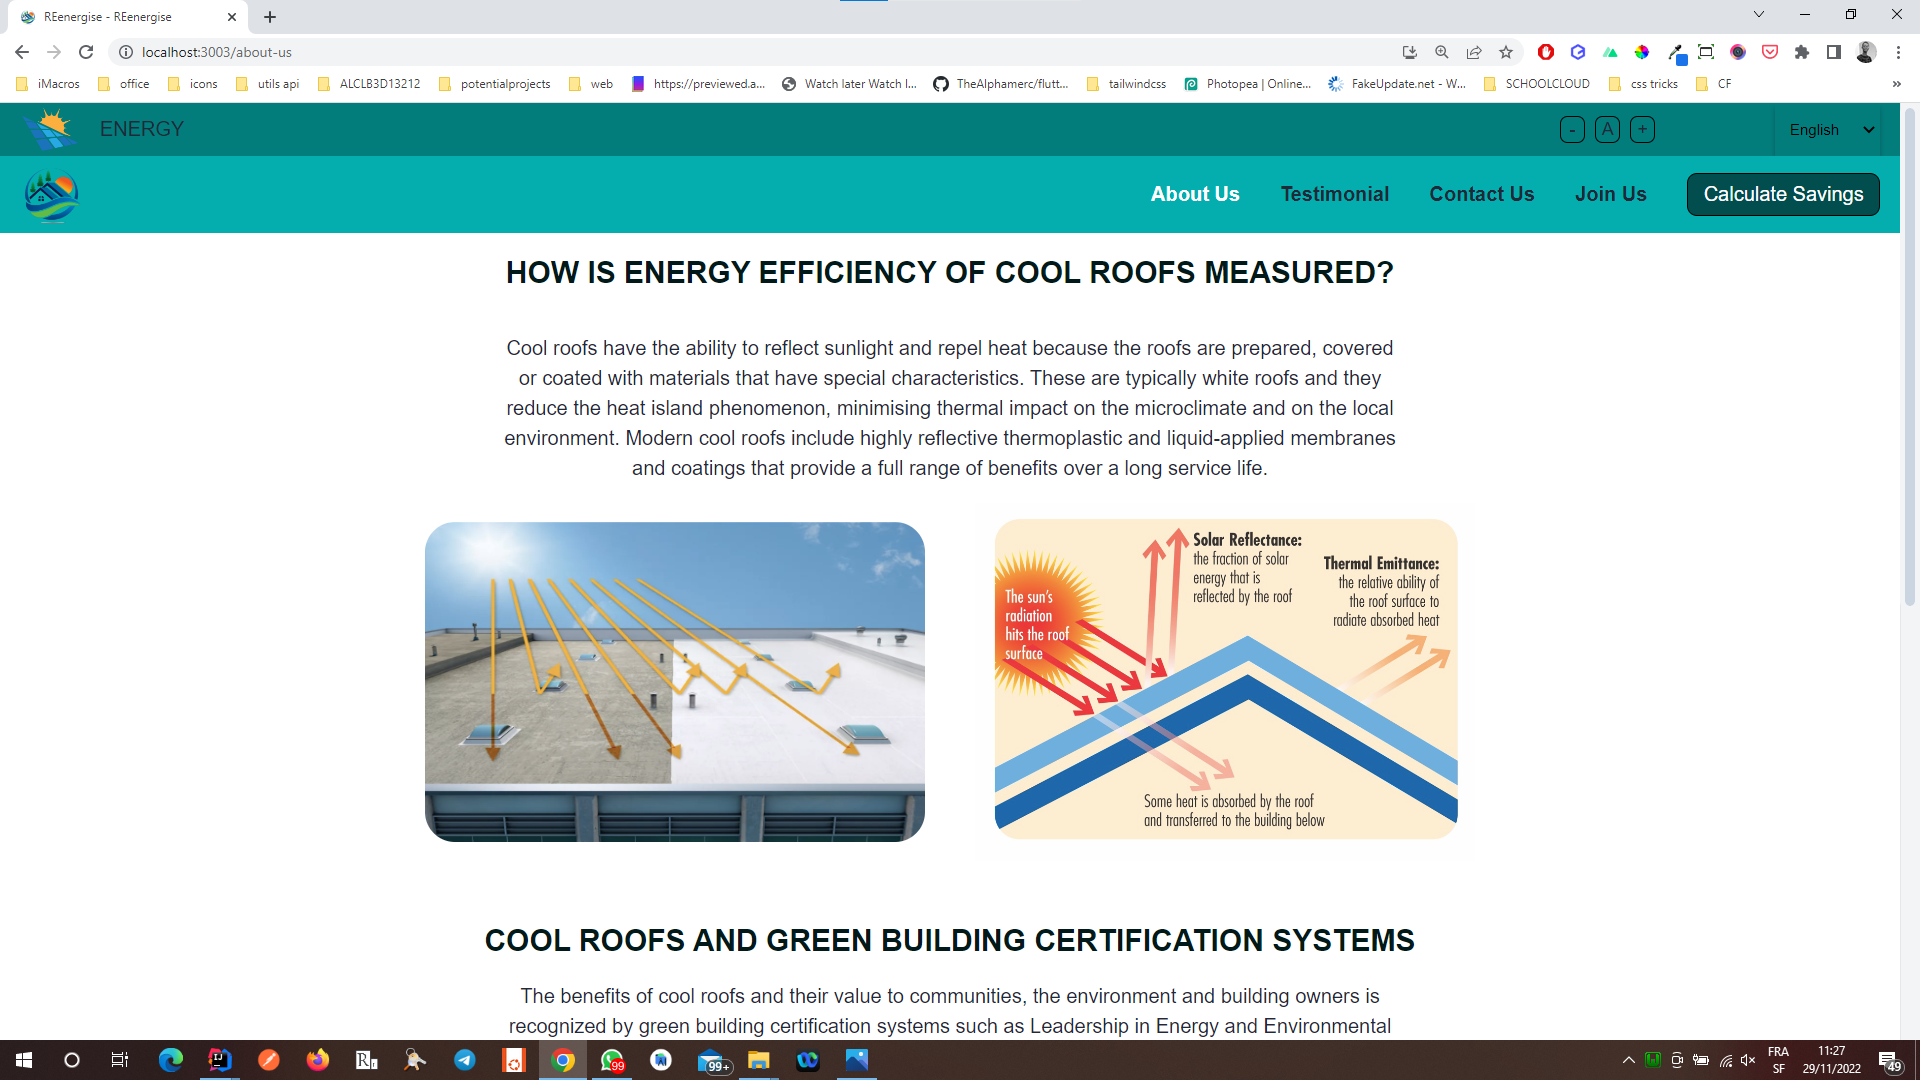 REenergise - REenergise
localhost:3003/about-us
iMacros
office
icons
utils api
ALCLB3D13212
potentialprojects
web
https://previewed.a...
Watch later Watch l...
TheAlphamerc/flutt...
tailwindcss
Photopea | Online...
FakeUpdate.net - W...
SCHOOLCLOUD
css tricks
CF
»
ENERGY
-
A
+
English
About Us
Testimonial
Contact Us
Join Us
Calculate Savings
HOW IS ENERGY EFFICIENCY OF COOL ROOFS MEASURED?
Cool roofs have the ability to reflect sunlight and repel heat because the roofs are prepared, covered
or coated with materials that have special characteristics. These are typically white roofs and they
reduce the heat island phenomenon, minimising thermal impact on the microclimate and on the local
environment. Modern cool roofs include highly reflective thermoplastic and liquid-applied membranes
and coatings that provide a full range of benefits over a long service life.
The sun's
radiation
hits the roof
surface
Solar Reflectance:
the fraction of solar
energy that is
reflected by the roof
Thermal Emittance:
the relative ability of
the roof surface to
radiate absorbed heat
Some heat is absorbed by the roof
and transferred to the building below
COOL ROOFS AND GREEN BUILDING CERTIFICATION SYSTEMS
The benefits of cool roofs and their value to communities, the environment and building owners is
recognized by green building certification systems such as Leadership in Energy and Environmental
99
99+
FRA
SF
11:27
29/11/2022
49